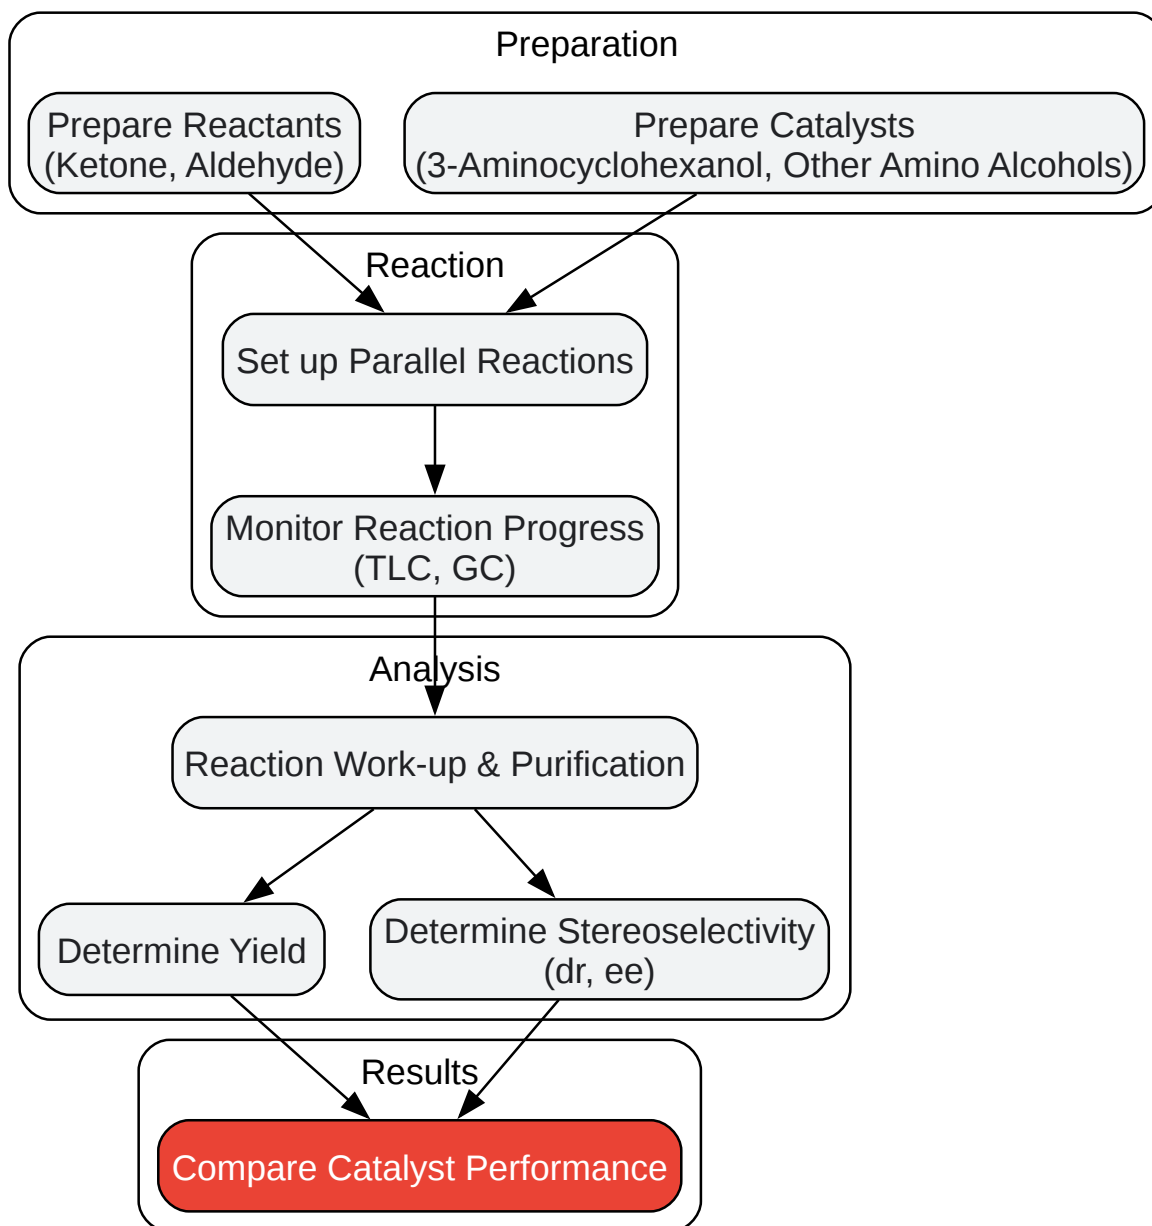 Preparation
Prepare Reactants
(Ketone, Aldehyde)
Prepare Catalysts
(3-Aminocyclohexanol, Other Amino Alcohols)
Reaction
Set up Parallel Reactions
Monitor Reaction Progress
(TLC, GC)
Analysis
Reaction Work-up & Purification
Determine Yield
Determine Stereoselectivity
(dr, ee)
Results
Compare Catalyst Performance